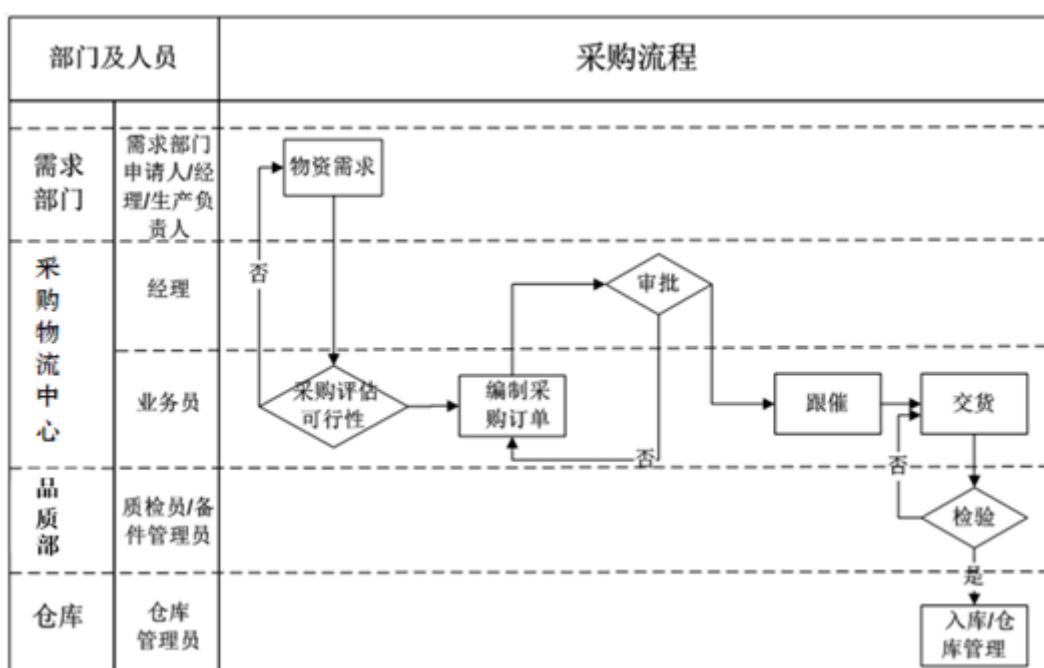 部门及人员
采购流程
需求
部门
需求部门
申请人/经
理/生产负
责人
物资需求
否
采
购
物
流
中
心
经理
审批
业务员
采购评估
可行性
编制采
购订单
否
跟催
交货
否
品
质
部
质检员/备
件管理员
检验
是
仓库
仓库
管理员
入库/仓
库管理